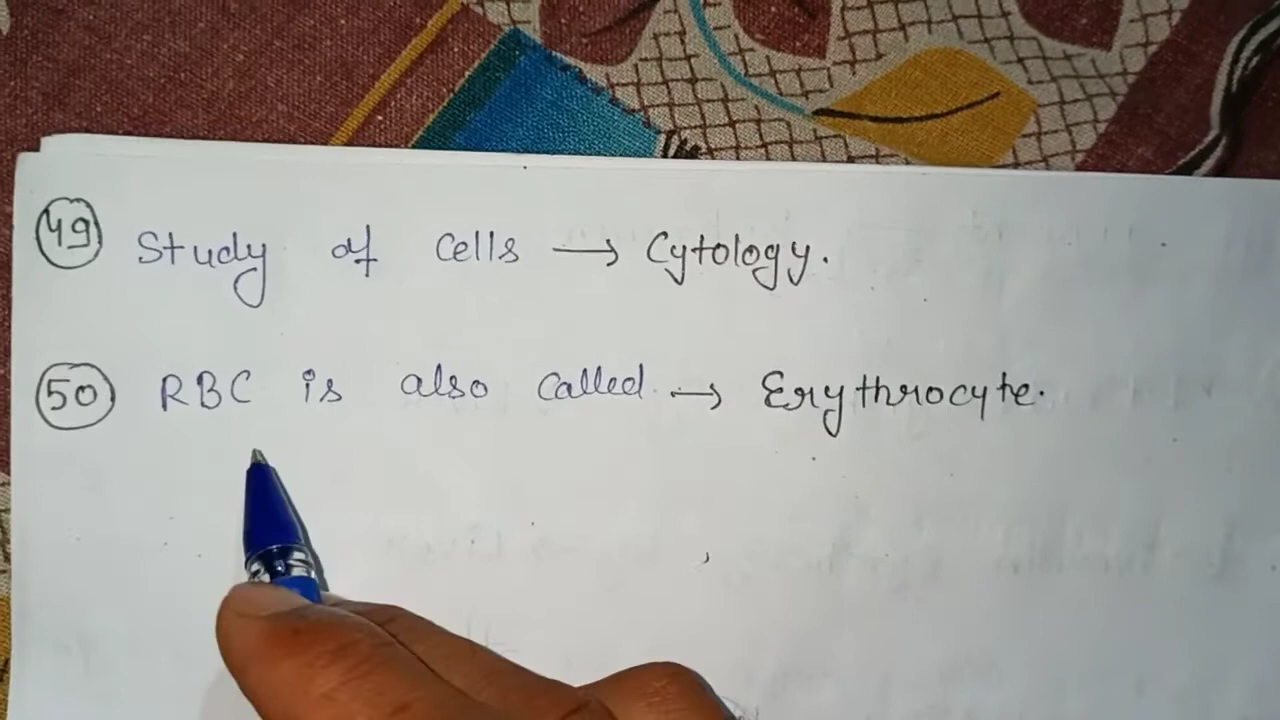 49 Study of cells → Cytology.
50 RBC is also called → Erythrocyte.